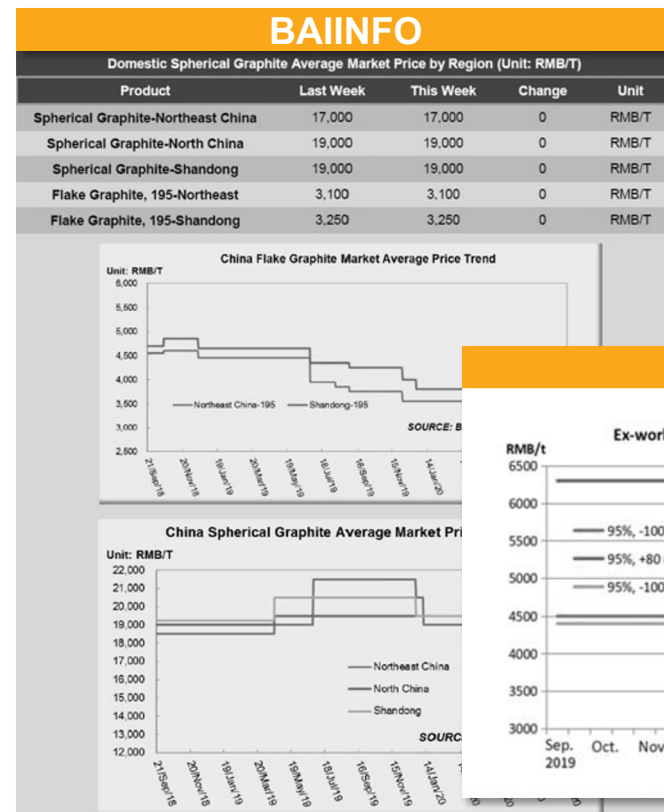 BAIINFO
Domestic Spherical Graphite Average Market Price by Region (Unit: RMB/T)
Product Last Week This Week Change Unit
Spherical Graphite-Northeast China 17,000 17,000 0 RMB/T
Spherical Graphite-North China 19,000 19,000 0 RMB/T
Spherical Graphite-Shandong 19,000 19,000 0 RMB/T
Flake Graphite, 195-Northeast 3,100 3,100 0 RMB/T
Flake Graphite, 195-Shandong 3,250 3,250 0 RMB/T
China Flake Graphite Market Average Price Trend
Unit: RMB/T
6,000
5,500
5,000
4,500
4,000
3,500
3,000
2,500
Northeast China-195 Shandong-195
SOURCE: B
21/Sep/18 20/Nov/18 19/Jan/19 20/Mar/19 19/May/19 18/Jul/19 16/Sep/19 15/Nov/19 14/Jan/20
China Spherical Graphite Average Market Pri
Unit: RMB/T
22,000
21,000
20,000
19,000
18,000
17,000
16,000
15,000
14,000
13,000
12,000
Northeast China
North China
Shandong
SOURC
21/Sep/18 20/Nov/18 19/Jan/19 20/Mar/19 19/May/19 18/Jul/19 16/Sep/19 15/Nov/19 14/Jan/20
Ex-wor
RMB/t
6500
6000
5500
5000
4500
4000
3500
3000
95%, -100
95%, +80
95%, -100
Sep. Oct. Nov
2019